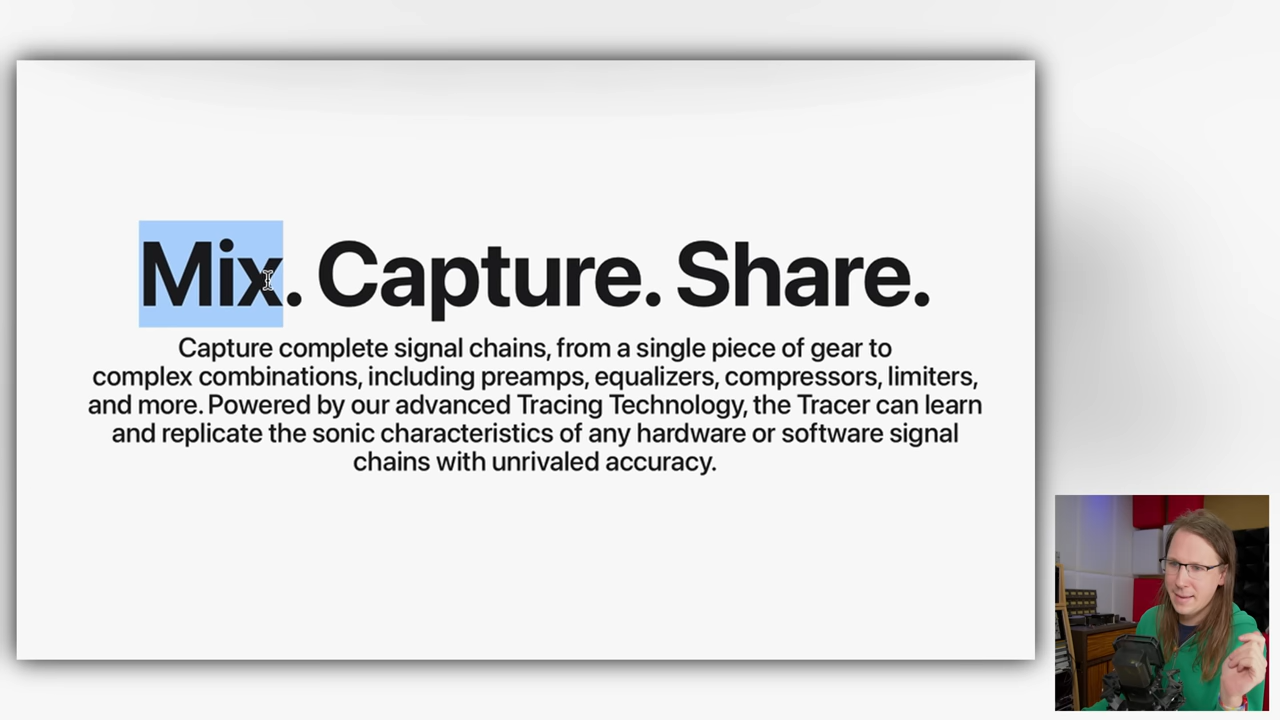 Mix. Capture. Share.
Capture complete signal chains, from a single piece of gear to
complex combinations, including preamps, equalizers, compressors, limiters,
and more. Powered by our advanced Tracing Technology, the Tracer can learn
and replicate the sonic characteristics of any hardware or software signal
chains with unrivaled accuracy.